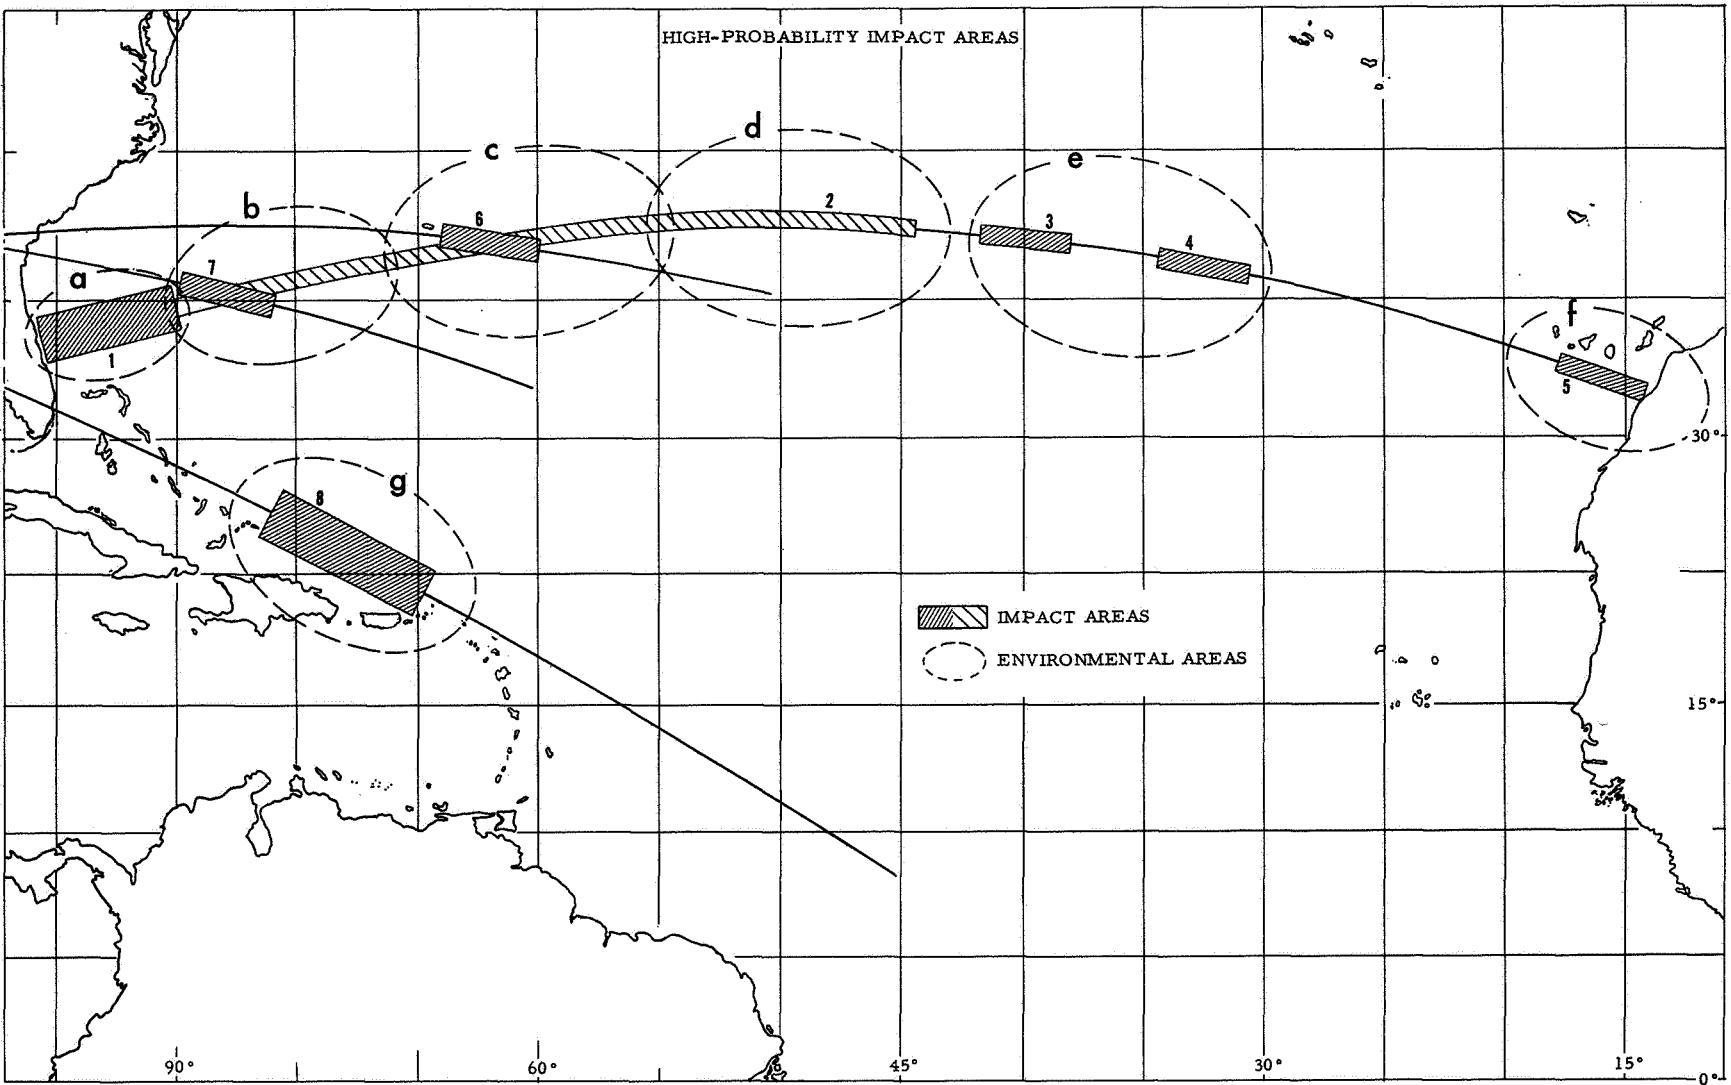 HIGH-PROBABILITY IMPACT AREAS
d
c
e
b
2
6
3
4
7
a
f
1
5
30°
g
8
IMPACT AREAS
ENVIRONMENTAL AREAS
15°
90° 60° 45° 30° 15°
0°